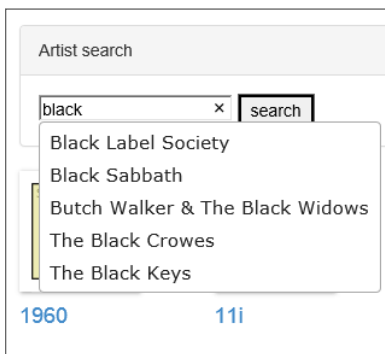 Artist search
black × search
Black Label Society
Black Sabbath
Butch Walker & The Black Widows
The Black Crowes
The Black Keys
1960 11i